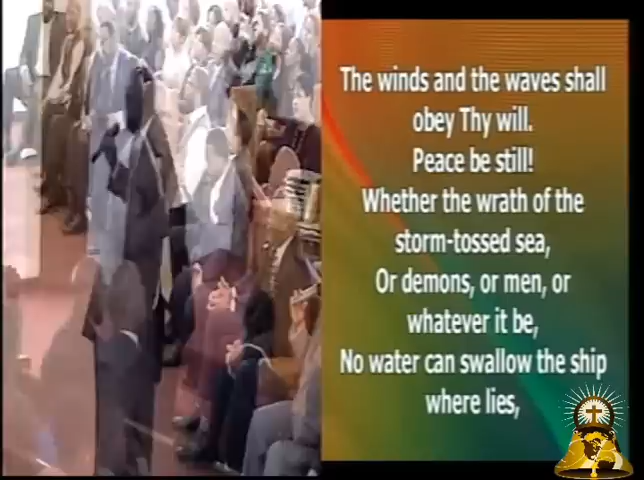 The winds and the waves shall
obey Thy will.
Peace be still!
Whether the wrath of the
storm-tossed sea,
Or demons, or men, or
whatever it be,
No water can swallow the ship
where lies,